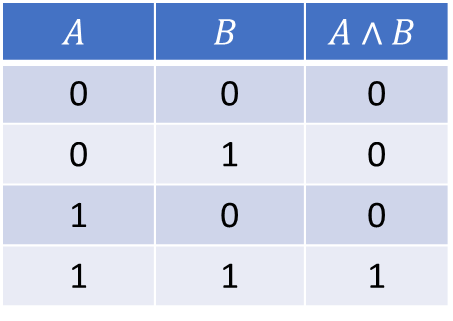 A B A ∧ B
0 0 0
0 1 0
1 0 0
1 1 1